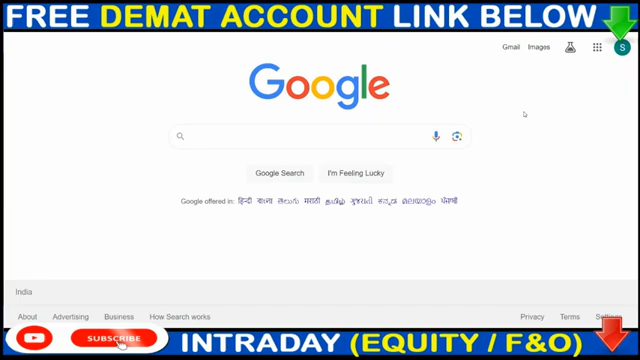 FREE DEMAT ACCOUNT LINK BELOW
Gmail Images
S
Google
Google Search I'm Feeling Lucky
Google offered in: हिन्दी বাংলা తెలుగు मराठी தமிழ் ગુજરાતી ಕನ್ನಡ മലയാളം ਪੰਜਾਬੀ
India
About Advertising Business How Search works Privacy Terms Settings
SUBSCRIBE
INTRADAY (EQUITY / F&O)